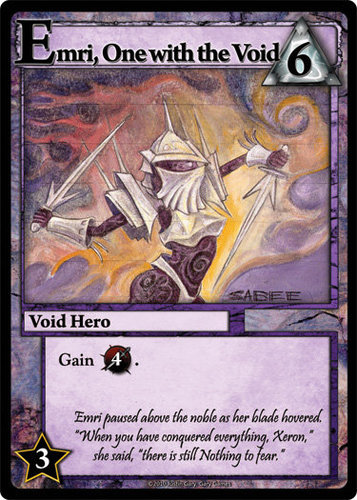 Emri, One with the Void
6
SABEE
Void Hero
Gain 4.
Emri paused above the noble as her blade hovered.
"When you have conquered everything, Xeron,"
she said, "there is still Nothing to fear."
3